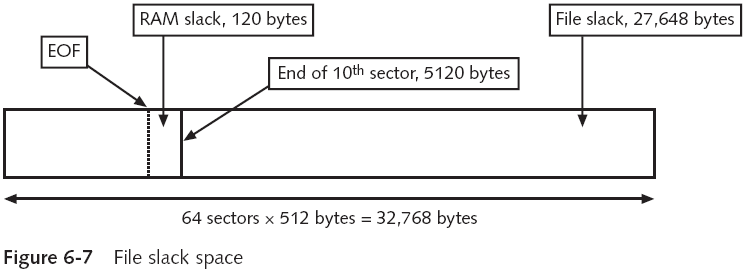 RAM slack, 120 bytes
File slack, 27,648 bytes
EOF
End of 10th sector, 5120 bytes
64 sectors × 512 bytes = 32,768 bytes
Figure 6-7 File slack space